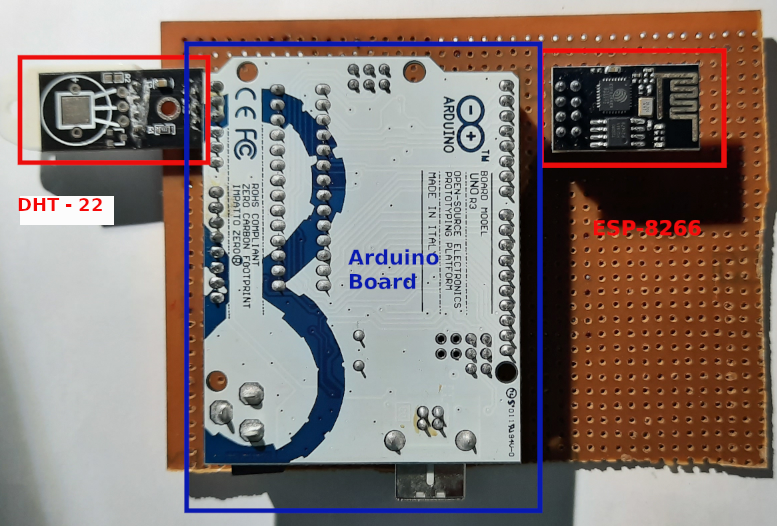 DHT - 22
Arduino
Board
ESP-8266
ARDUINO
TM
BOARD MODEL
UNO R3
OPEN-SOURCE ELECTRONICS
PROTOTYPING PLATFORM
MADE IN ITALY
CE FC
ROHS COMPLIANT
ZERO CARBON FOOTPRINT
IMPATTO ZERO®